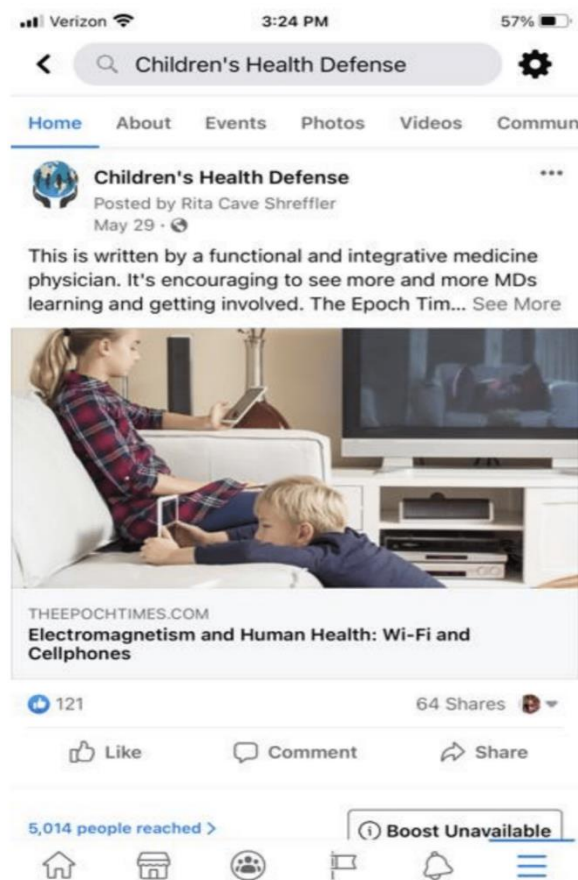 Verizon 3:24 PM 57%
Children's Health Defense
Home About Events Photos Videos Commun
Children's Health Defense
Posted by Rita Cave Shreffler
May 29 ·
This is written by a functional and integrative medicine
physician. It's encouraging to see more and more MDs
learning and getting involved. The Epoch Tim... See More
THEEPOCHTIMES.COM
Electromagnetism and Human Health: Wi-Fi and
Cellphones
121 64 Shares
Like Comment Share
5,014 people reached > Boost Unavailable